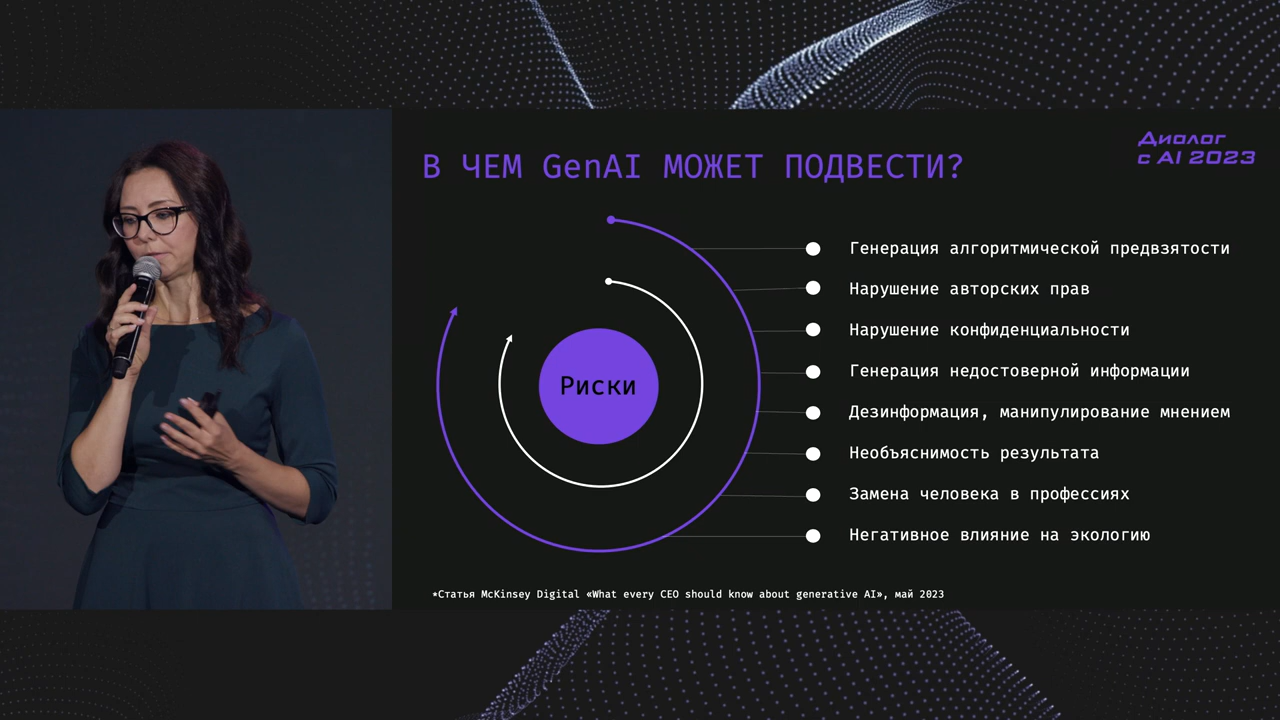 В ЧЕМ GenAI МОЖЕТ ПОДВЕСТИ?
Диалог
с AI 2023
Риски
Генерация алгоритмической предвзятости
Нарушение авторских прав
Нарушение конфиденциальности
Генерация недостоверной информации
Дезинформация, манипулирование мнением
Необъяснимость результата
Замена человека в профессиях
Негативное влияние на экологию
*Статья McKinsey Digital «What every CEO should know about generative AI», май 2023